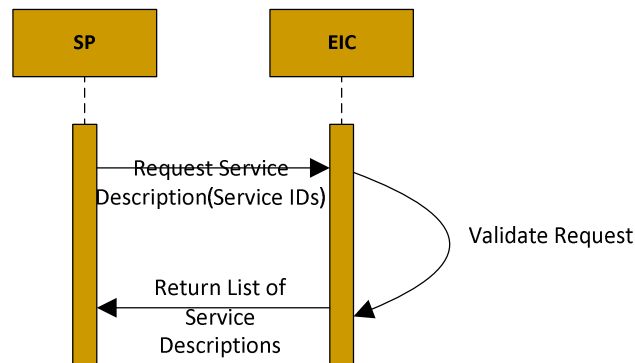 SP
EIC
Request Service
Description(Service IDs)
Validate Request
Return List of
Service
Descriptions